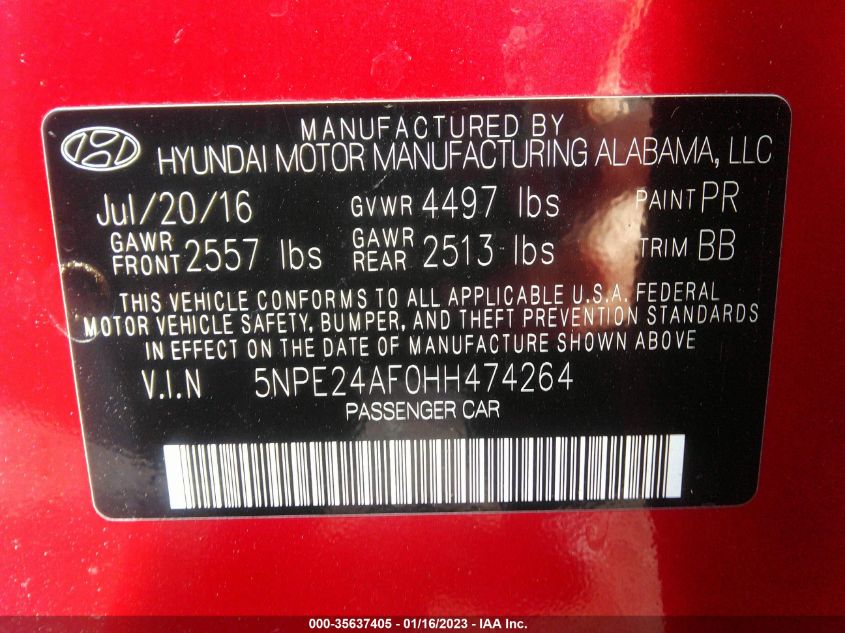 MANUFACTURED BY
HYUNDAI MOTOR MANUFACTURING ALABAMA, LLC
Jul/20/16 GVWR 4497 lbs PAINT PR
GAWR FRONT 2557 lbs GAWR REAR 2513 lbs TRIM BB
THIS VEHICLE CONFORMS TO ALL APPLICABLE U.S.A. FEDERAL
MOTOR VEHICLE SAFETY, BUMPER, AND THEFT PREVENTION STANDARDS
IN EFFECT ON THE DATE OF MANUFACTURE SHOWN ABOVE
V.I.N 5NPE24AF0HH474264
PASSENGER CAR
000-35637405 - 01/16/2023 - IAA Inc.